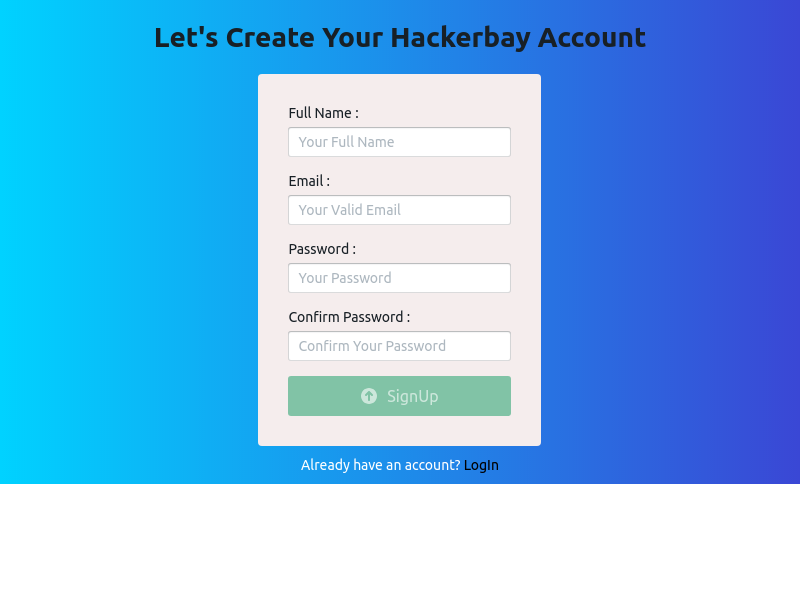 Let's Create Your Hackerbay Account
Full Name :
Your Full Name
Email :
Your Valid Email
Password :
Your Password
Confirm Password :
Confirm Your Password
SignUp
Already have an account? LogIn